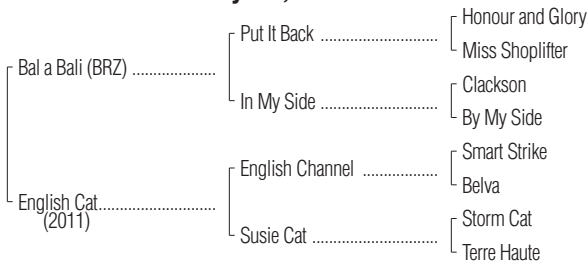 Honour and Glory
Put It Back ............................
Miss Shoplifter
Bal a Bali (BRZ) ....................
Clackson
In My Side .............................
By My Side
Smart Strike
English Channel ..................
Belva
English Cat............................
(2011)
Storm Cat
Susie Cat ..............................
Terre Haute